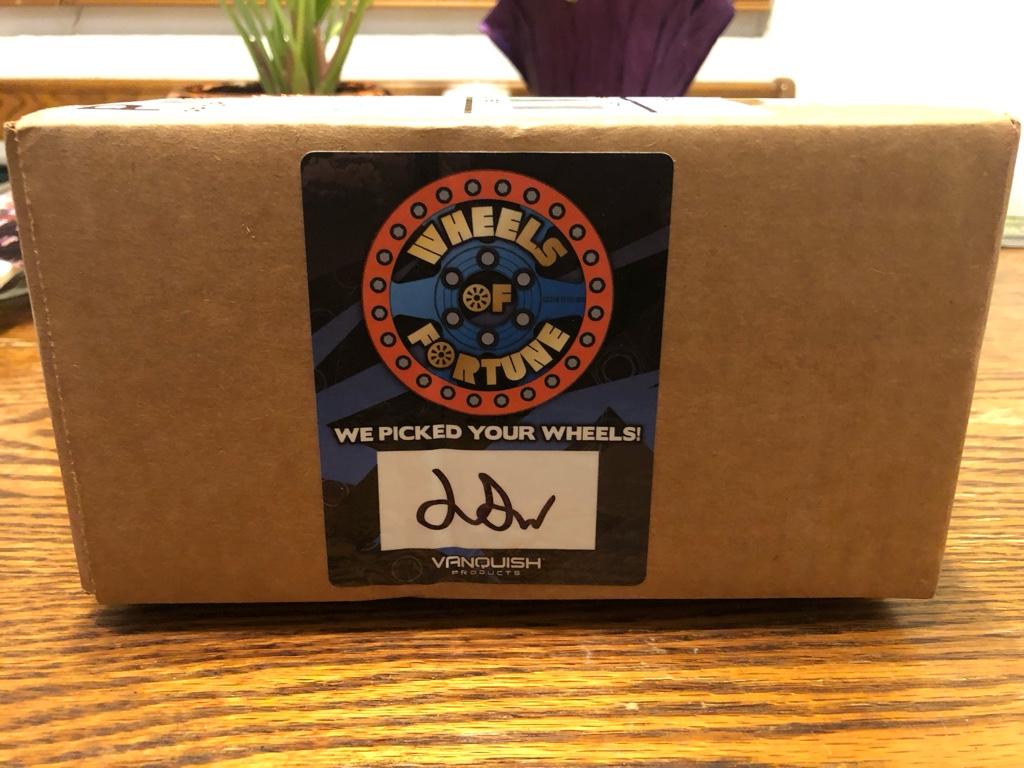 WHEELS
OF
FORTUNE
WE PICKED YOUR WHEELS!
VANQUISH
PRODUCTS